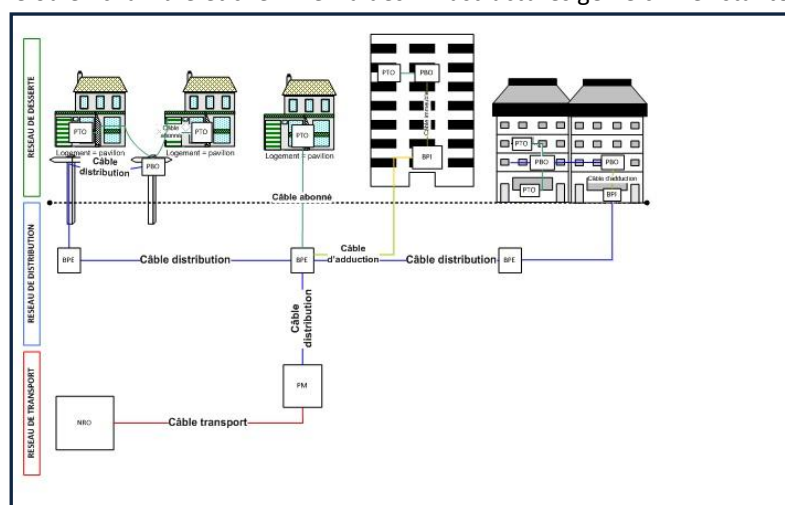 RESEAU DE DESSERTE
PTO
PTO
Câble
abonné
Logement = pavillon
Logement = pavillon
Câble
distribution
PBO
PTO
Logement = pavillon
PTO
PBO
BPI
PTO
PBO
PBO
Câble d'adduction
PTO
BPI
Câble abonné
RESEAU DE DISTRIBUTION
BPE
Câble distribution
BPE
Câble
d'adduction
Câble distribution
BPE
Câble
distribution
RESEAU DE TRANSPORT
PM
NRO
Câble transport